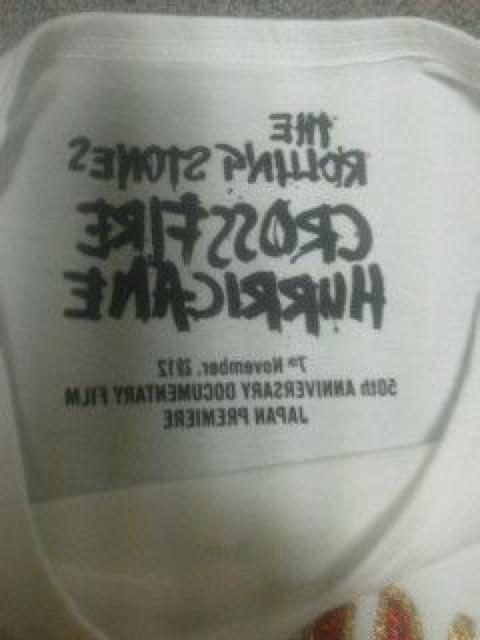 THE
ROLLING STONES
CROSSFIRE
HURRICANE
7th November. 2012
50th ANNIVERSARY DOCUMENTARY FILM
JAPAN PREMIERE